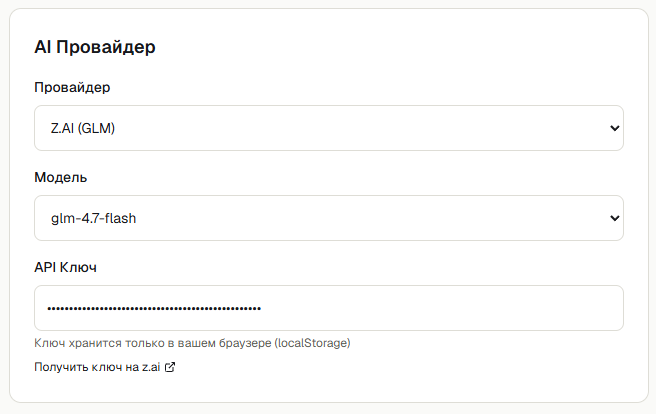 AI Провайдер
Провайдер
Z.AI (GLM)
Модель
glm-4.7-flash
API Ключ
••••••••••••••••••••••••••••••••••••••••••••••••
Ключ хранится только в вашем браузере (localStorage)
Получить ключ на z.ai